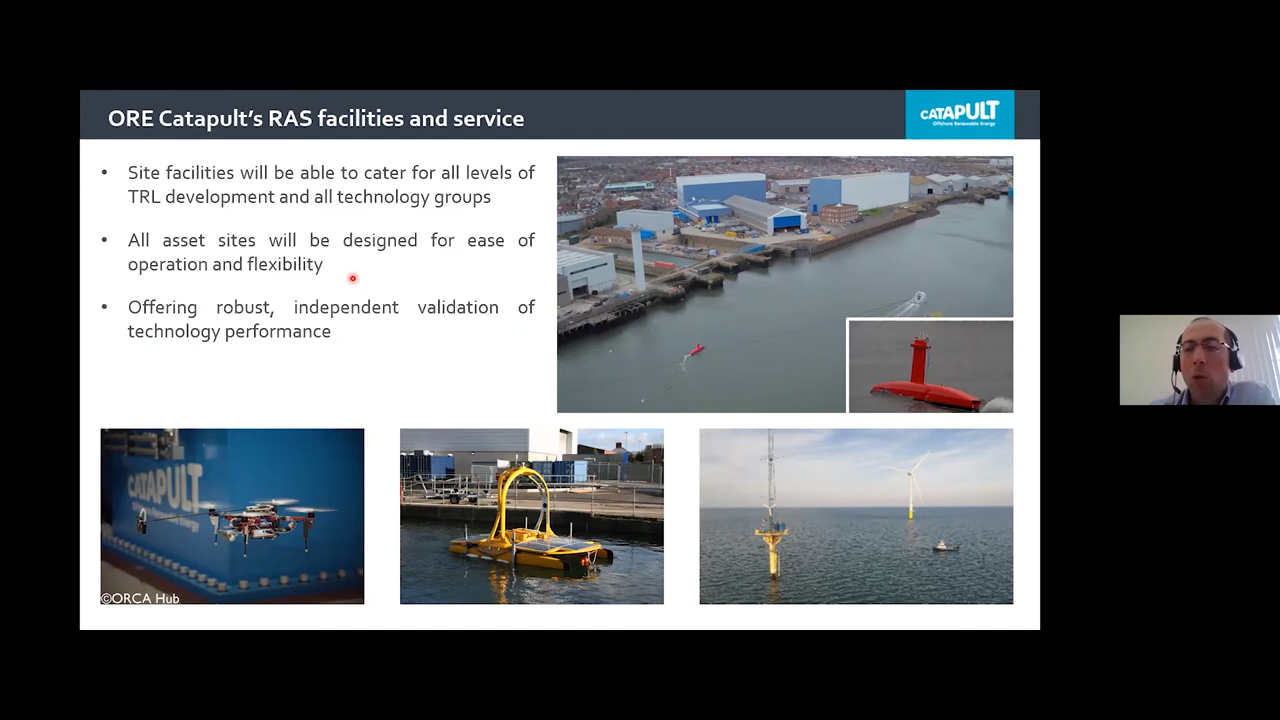 ORE Catapult's RAS facilities and service
CATAPULT
Offshore Renewable Energy
• Site facilities will be able to cater for all levels of
TRL development and all technology groups
• All asset sites will be designed for ease of
operation and flexibility
• Offering robust, independent validation of
technology performance
CATAPULT
©ORCA Hub